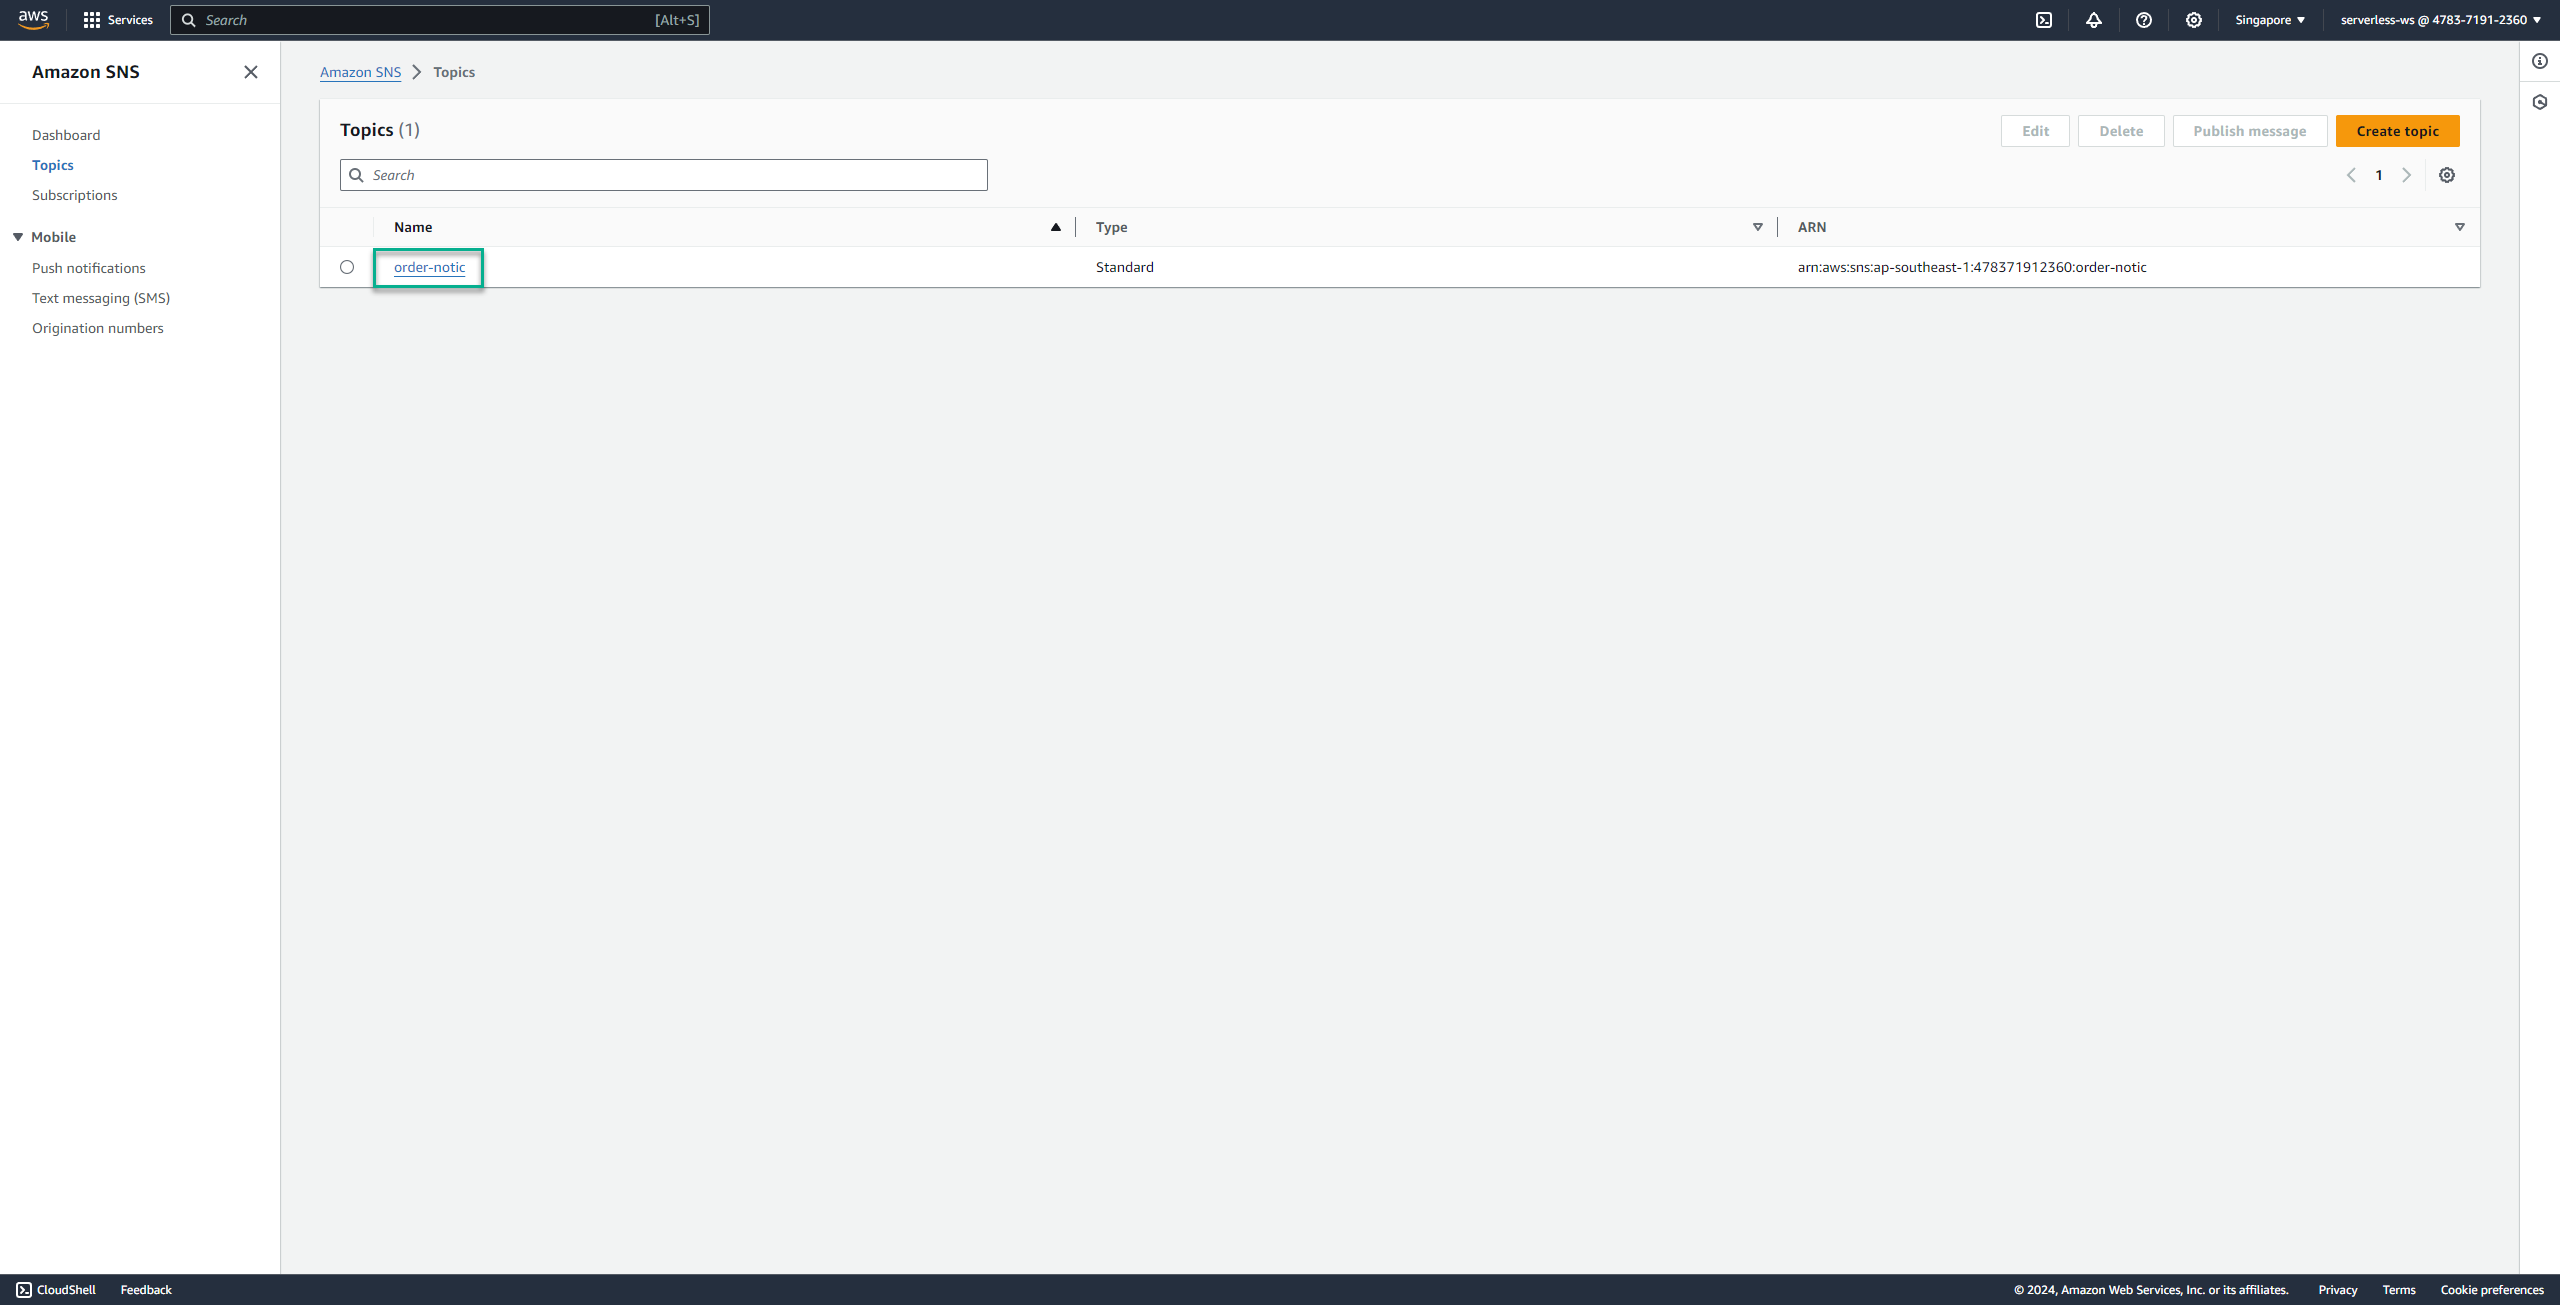 aws
Services
Search
[Alt+S]
Singapore
serverless-ws @ 4783-7191-2360
Amazon SNS
Dashboard
Topics
Subscriptions
Mobile
Push notifications
Text messaging (SMS)
Origination numbers
Amazon SNS
Topics
Topics (1)
Edit
Delete
Publish message
Create topic
Search
1
Name
Type
ARN
order-notic
Standard
arn:aws:sns:ap-southeast-1:478371912360:order-notic
CloudShell
Feedback
© 2024, Amazon Web Services, Inc. or its affiliates.
Privacy
Terms
Cookie preferences